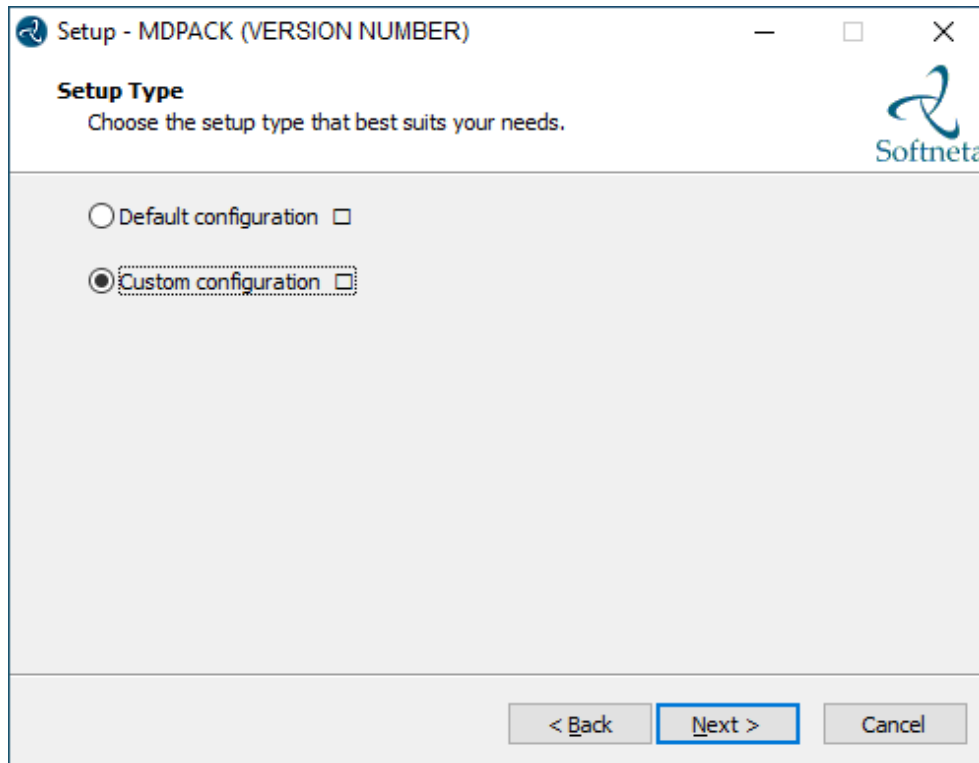 Setup - MDPACK (VERSION NUMBER)
Setup Type
Choose the setup type that best suits your needs.
Softneta
Default configuration □
Custom configuration □
< Back
Next >
Cancel